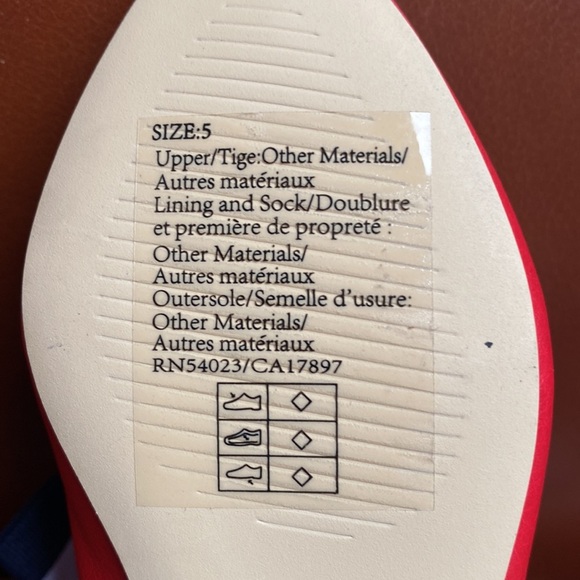 SIZE:5
Upper/Tige:Other Materials/
Autres matériaux
Lining and Sock/Doublure
et première de propreté :
Other Materials/
Autres matériaux
Outersole/Semelle d'usure:
Other Materials/
Autres matériaux
RN54023/CA17897